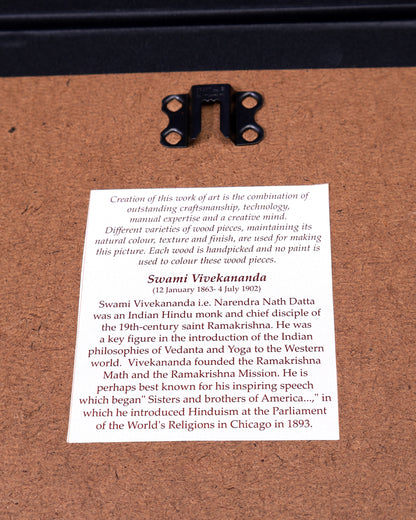 Creation of this work of art is the combination of
outstanding craftsmanship, technology,
manual expertise and a creative mind.
Different varieties of wood pieces, maintaining its
natural colour, texture and finish, are used for making
this picture. Each wood is handpicked and no paint is
used to colour these wood pieces.
Swami Vivekananda
(12 January 1863- 4 July 1902)
Swami Vivekananda i.e. Narendra Nath Datta
was an Indian Hindu monk and chief disciple of
the 19th-century saint Ramakrishna. He was
a key figure in the introduction of the Indian
philosophies of Vedanta and Yoga to the Western
world. Vivekananda founded the Ramakrishna
Math and the Ramakrishna Mission. He is
perhaps best known for his inspiring speech
which began" Sisters and brothers of America...," in
which he introduced Hinduism at the Parliament
of the World's Religions in Chicago in 1893.